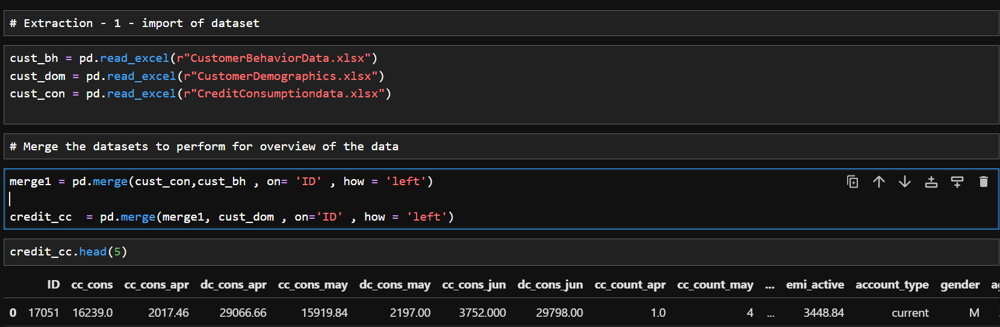 # Extraction - 1 - import of dataset
cust_bh = pd.read_excel(r"CustomerBehaviorData.xlsx")
cust_dom = pd.read_excel(r"CustomerDemographics.xlsx")
cust_con = pd.read_excel(r"CreditConsumptiondata.xlsx")
# Merge the datasets to perform for overview of the data
merge1 = pd.merge(cust_con,cust_bh , on= 'ID' , how = 'left')
credit_cc  = pd.merge(merge1, cust_dom , on='ID' , how = 'left')
credit_cc.head(5)
ID cc_cons cc_cons_apr dc_cons_apr cc_cons_may dc_cons_may cc_cons_jun dc_cons_jun cc_count_apr cc_count_may ... emi_active account_type gender
0 17051 16239.0 2017.46 29066.66 15919.84 2197.00 3752.000 29798.00 1.0 4 ... 3448.84 current M